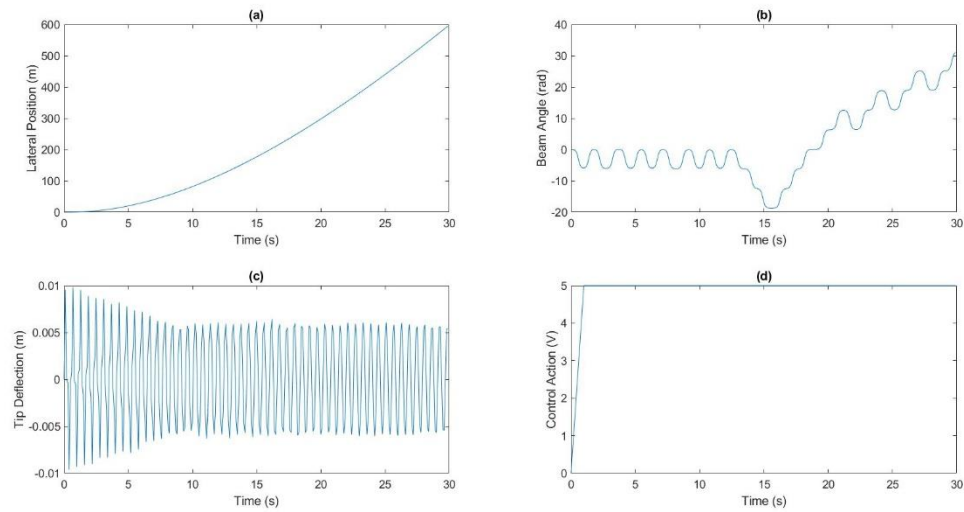 (a)
600
500
400
300
200
100
0
Lateral Position (m)
0 5 10 15 20 25 30
Time (s)
(b)
40
30
20
10
0
-10
-20
Beam Angle (rad)
0 5 10 15 20 25 30
Time (s)
(c)
0.01
0.005
0
-0.005
-0.01
Tip Deflection (m)
0 5 10 15 20 25 30
Time (s)
(d)
5
4
3
2
1
0
Control Action (V)
0 5 10 15 20 25 30
Time (s)